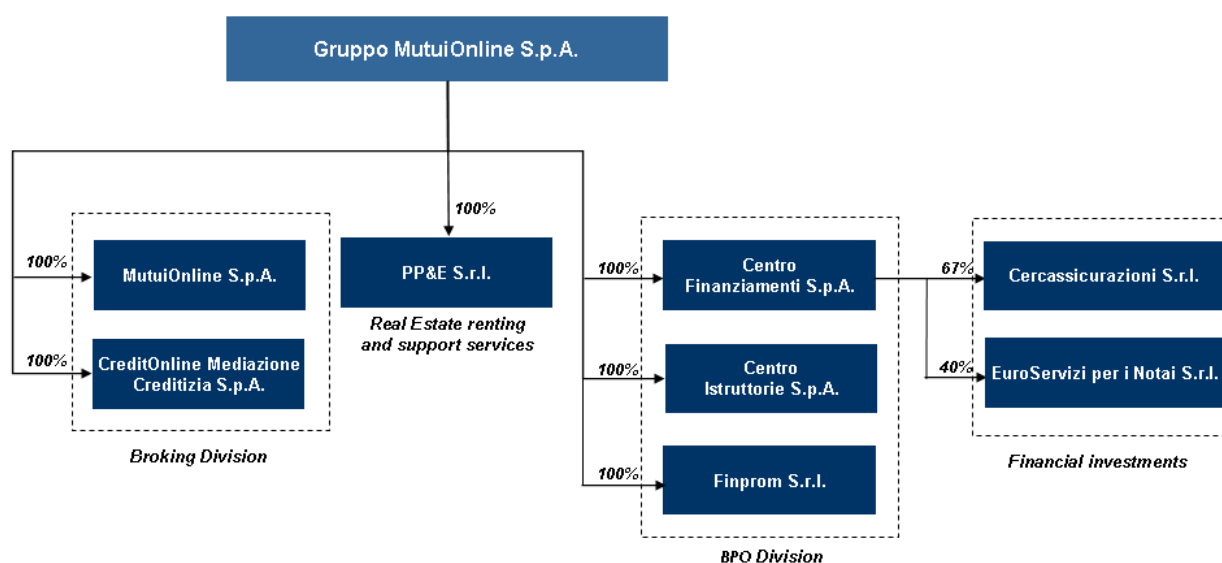 Gruppo MutuiOnline S.p.A.
100%
100%
MutuiOnline S.p.A.
100%
CreditOnline Mediazione
Creditizia S.p.A.
Broking Division
PP&E S.r.l.
Real Estate renting
and support services
100%
Centro
Finanziamenti S.p.A.
100%
Centro
Istruttorie S.p.A.
100%
Finprom S.r.l.
BPO Division
67%
Cercassicurazioni S.r.l.
40%
EuroServizi per i Notai S.r.l.
Financial investments